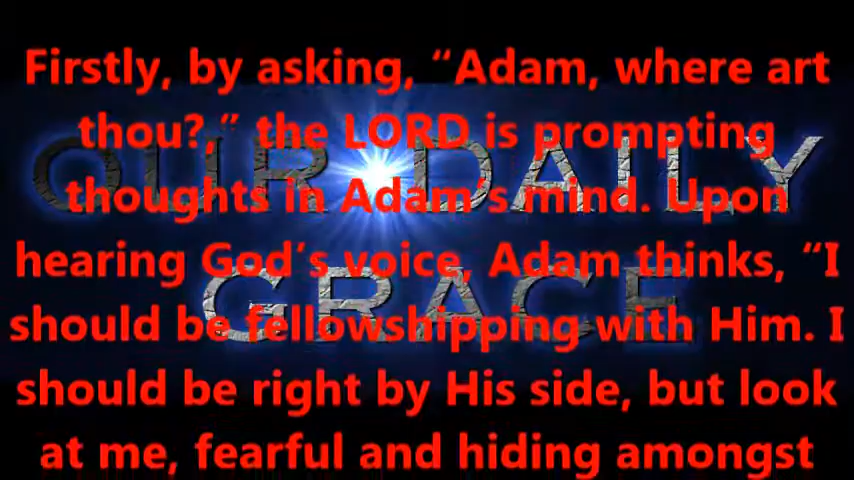 Firstly, by asking, “Adam, where art
thou?,” the LORD is prompting
OUR DAILY
thoughts in Adam’s mind. Upon
hearing God’s voice, Adam thinks, “I
GRACE
should be fellowshipping with Him. I
should be right by His side, but look
at me, fearful and hiding amongst